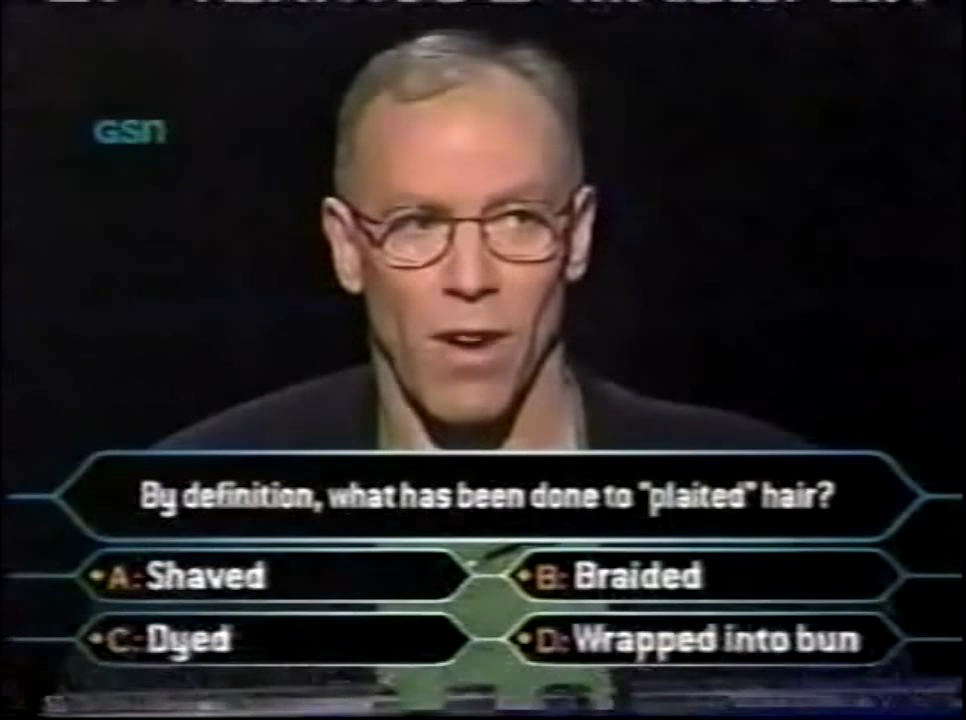 GSN
By definition, what has been done to "plaited" hair?
A: Shaved
B: Braided
C: Dyed
D: Wrapped into bun